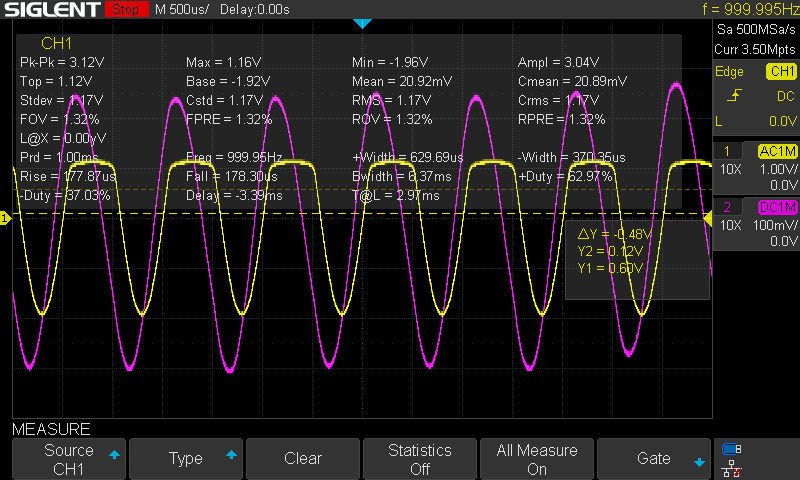 SIGLENT Stop M 500us/ Delay:0.00s f = 999.995Hz
Sa 500MSa/s
Curr 3.50Mpts
CH1
Pk-Pk = 3.12V Max = 1.16V Min = -1.96V Ampl = 3.04V
Top = 1.12V Base = -1.92V Mean = 20.92mV Cmean = 20.89mV
Stdev = 1.17V Cstd = 1.17V RMS = 1.17V Crms = 1.17V
FOV = 1.32% FPRE = 1.32% ROV = 1.32% RPRE = 1.32%
L@X = 0.00yV
Prd = 1.00ms Freq = 999.95Hz +Width = 629.69us -Width = 370.35us
Rise = 177.87us Fall = 178.30us Bwidth = 6.37ms +Duty = 62.97%
-Duty = 37.03% Delay = -3.39ms T@L = 2.97ms
Edge CH1
DC
L 0.0V
1 AC1M
10X 1.00V/
0.0V
2 DC1M
10X 100mV/
0.0V
1
△Y = -0.48V
Y2 = 0.12V
Y1 = 0.60V
MEASURE
Source
CH1
Type
Clear
Statistics
Off
All Measure
On
Gate